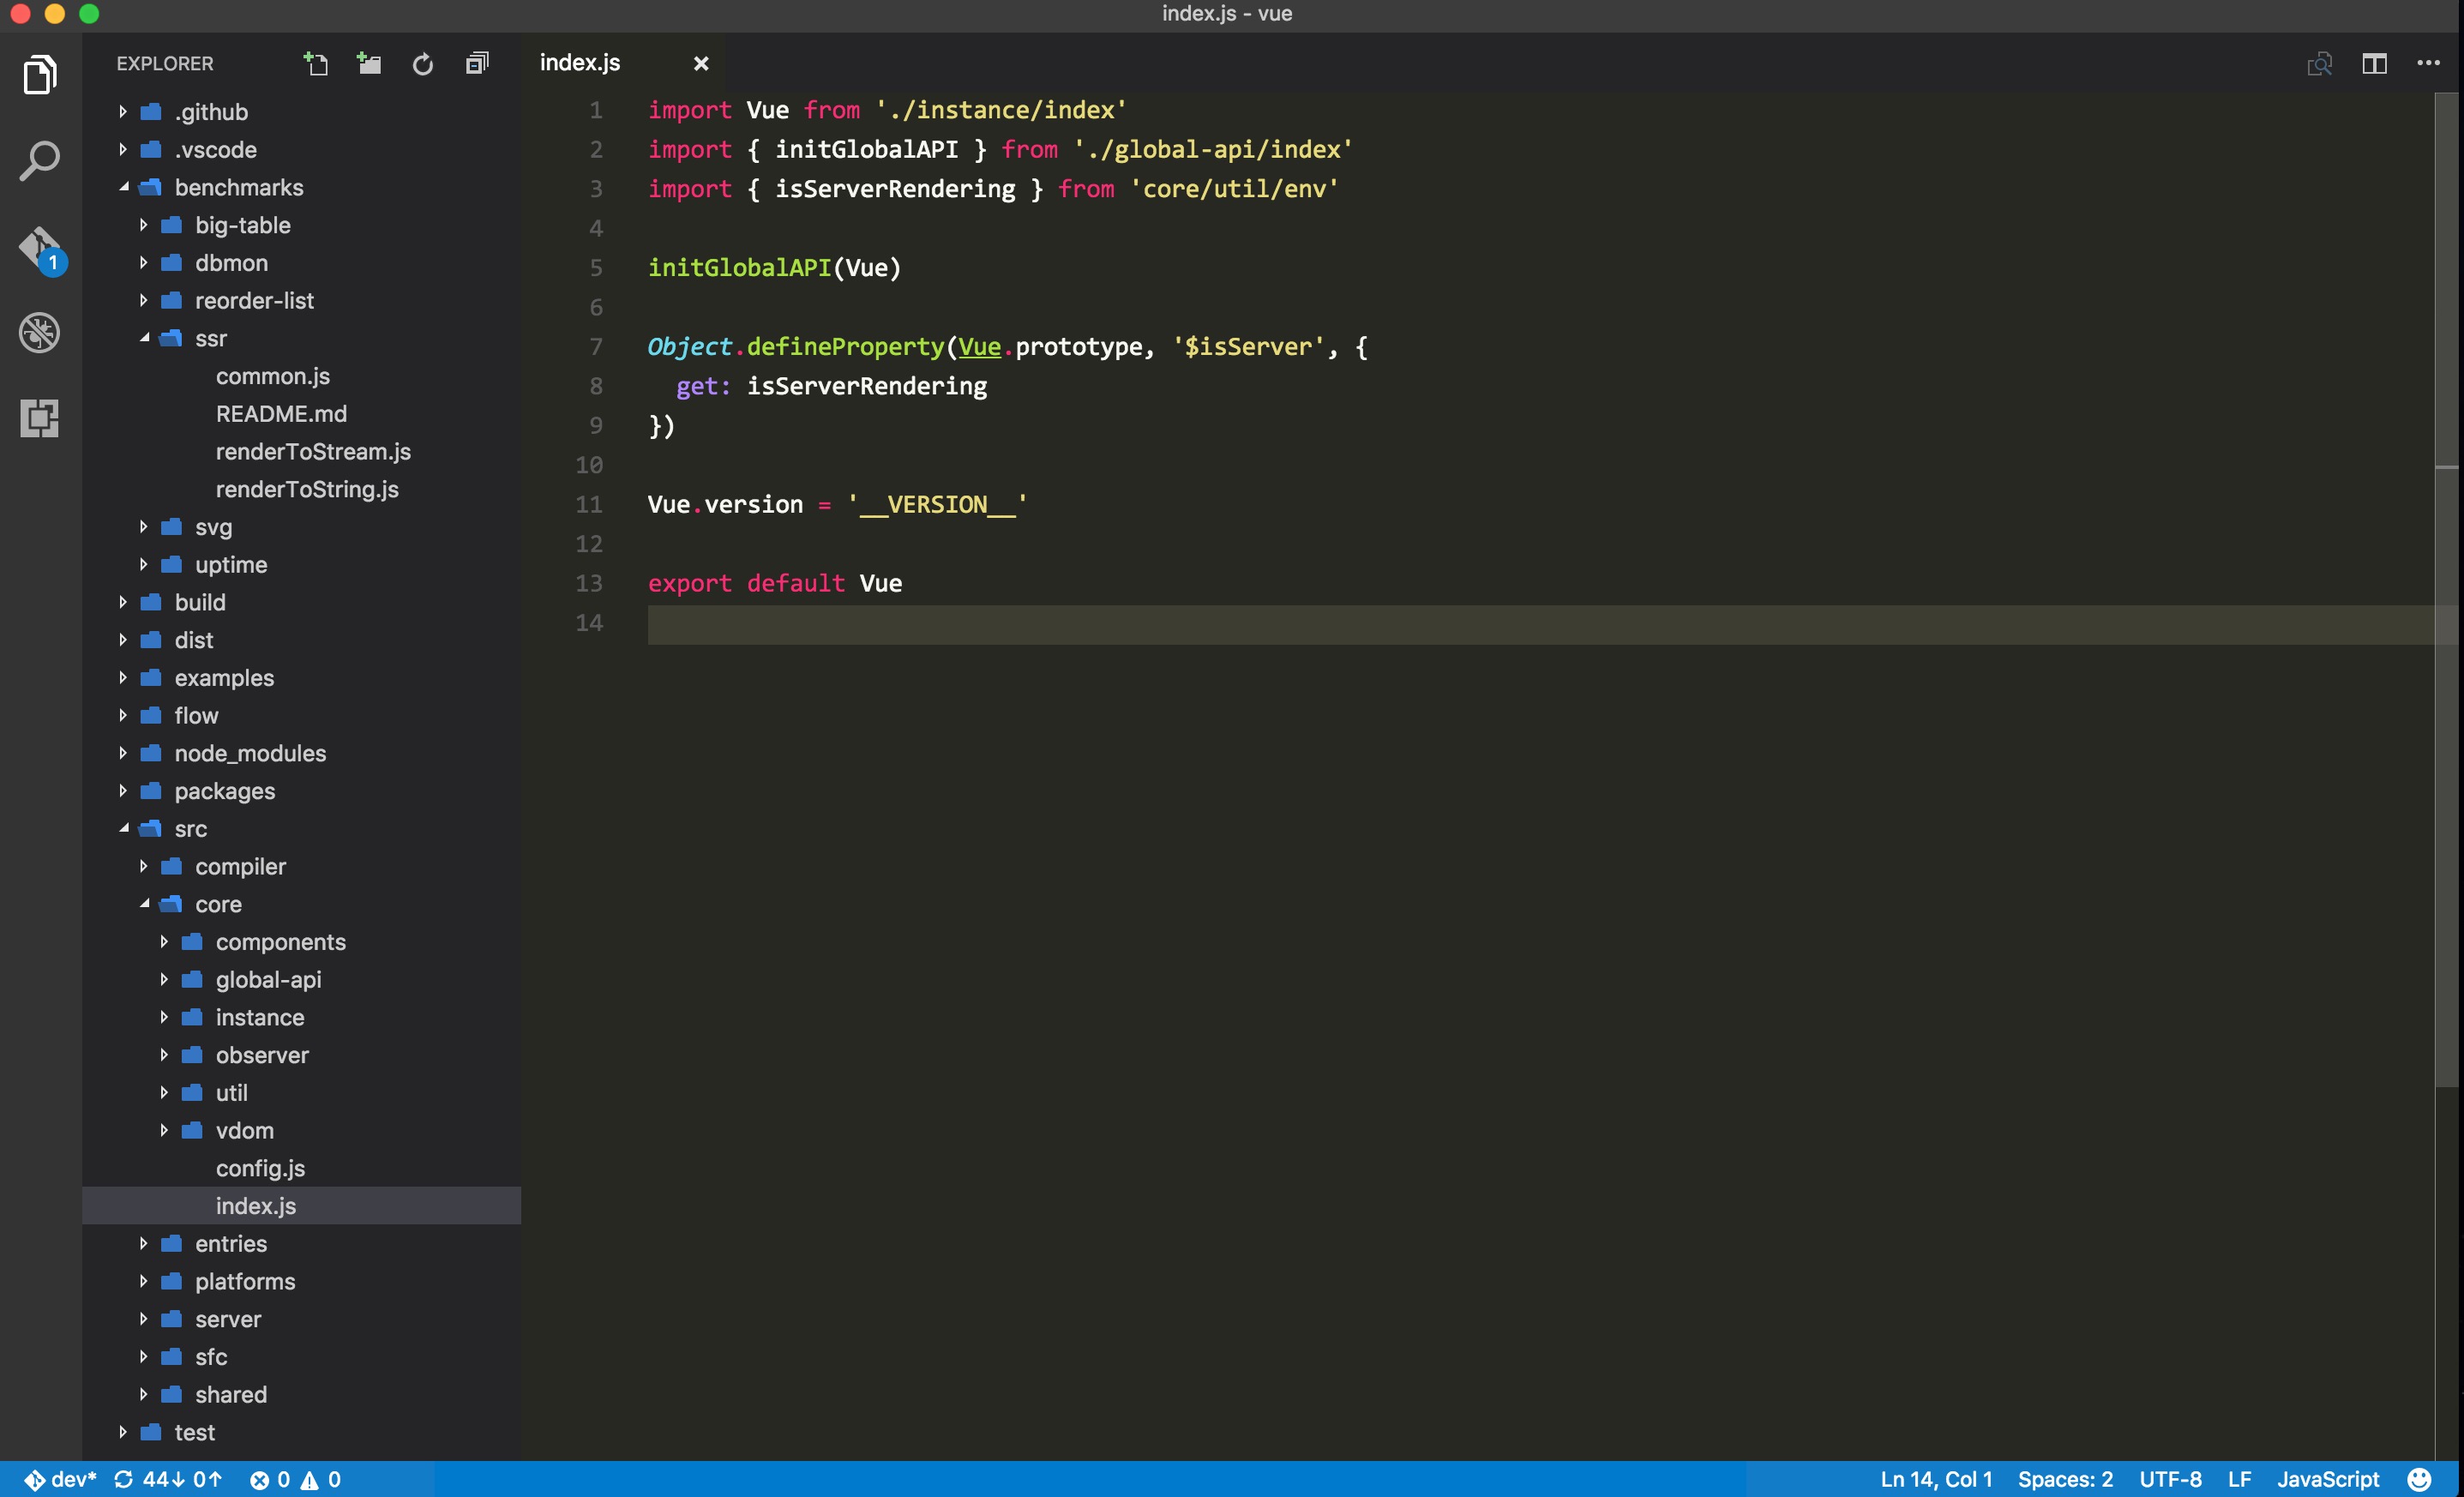 index.js - vue
EXPLORER
index.js
1
.github
.vscode
benchmarks
big-table
dbmon
reorder-list
ssr
common.js
README.md
renderToStream.js
renderToString.js
svg
uptime
build
dist
examples
flow
node_modules
packages
src
compiler
core
components
global-api
instance
observer
util
vdom
config.js
index.js
entries
platforms
server
sfc
shared
test
1 import Vue from './instance/index'
2 import { initGlobalAPI } from './global-api/index'
3 import { isServerRendering } from 'core/util/env'
4
5 initGlobalAPI(Vue)
6
7 Object.defineProperty(Vue.prototype, '$isServer', {
8   get: isServerRendering
9 })
10
11 Vue.version = '__VERSION__'
12
13 export default Vue
14
dev* 44↓ 0↑ 0 0 Ln 14, Col 1 Spaces: 2 UTF-8 LF JavaScript